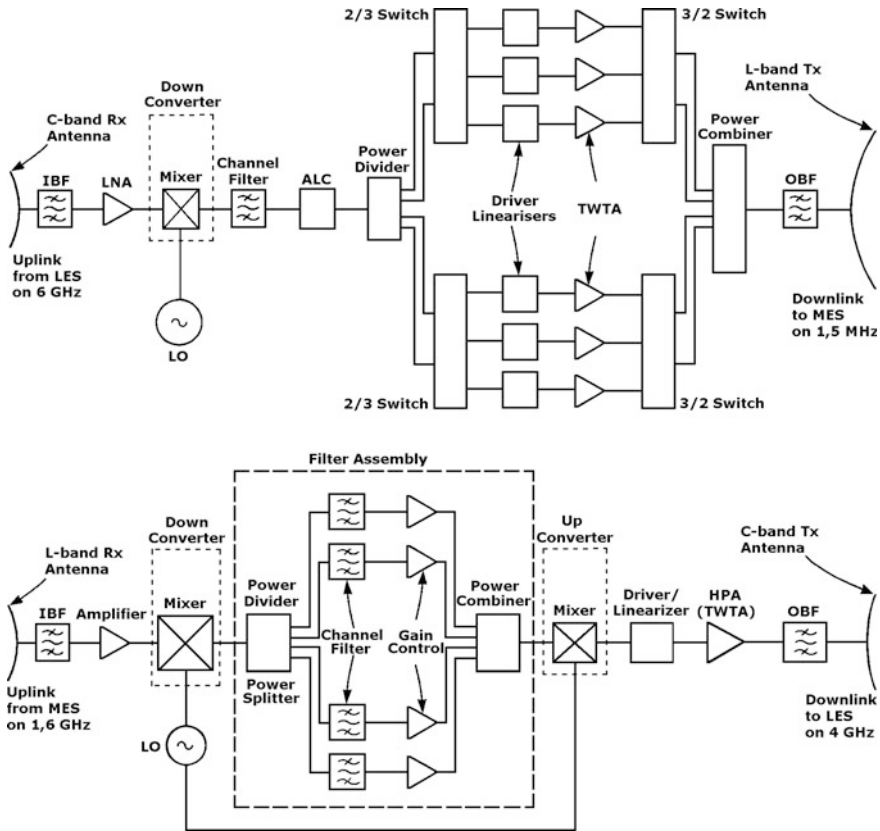 2/3 Switch
3/2 Switch
L-band Tx
Antenna
Down
Converter
C-band Rx
Antenna
Power
Combiner
IBF
LNA
Mixer
Channel
Filter
ALC
Power
Divider
Driver
Linearisers
TWTA
OBF
Uplink
from LES
on 6 GHz
LO
Downlink
to MES
on 1,5 MHz
2/3 Switch
3/2 Switch
Filter Assembly
L-band Rx
Antenna
Down
Converter
Up
Converter
C-band Tx
Antenna
IBF
Amplifier
Mixer
Power
Divider
Channel
Filter
Gain
Control
Power
Combiner
Mixer
Driver/
Linearizer
HPA
(TWTA)
OBF
Power
Splitter
Uplink
from MES
on 1,6 GHz
LO
Downlink
to LES
on 4 GHz